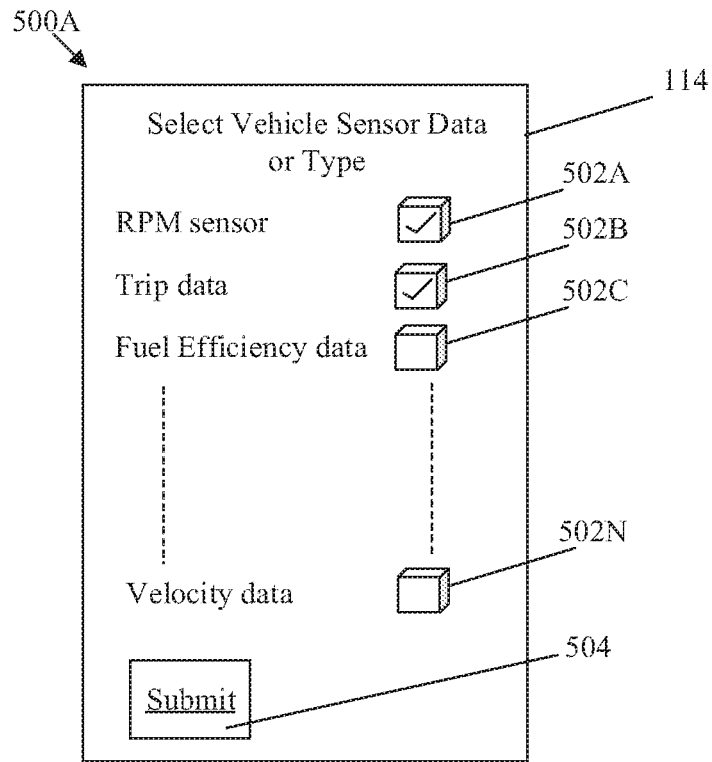 500A
114
Select Vehicle Sensor Data
or Type
502A
RPM sensor
502B
Trip data
502C
Fuel Efficiency data
502N
Velocity data
504
Submit